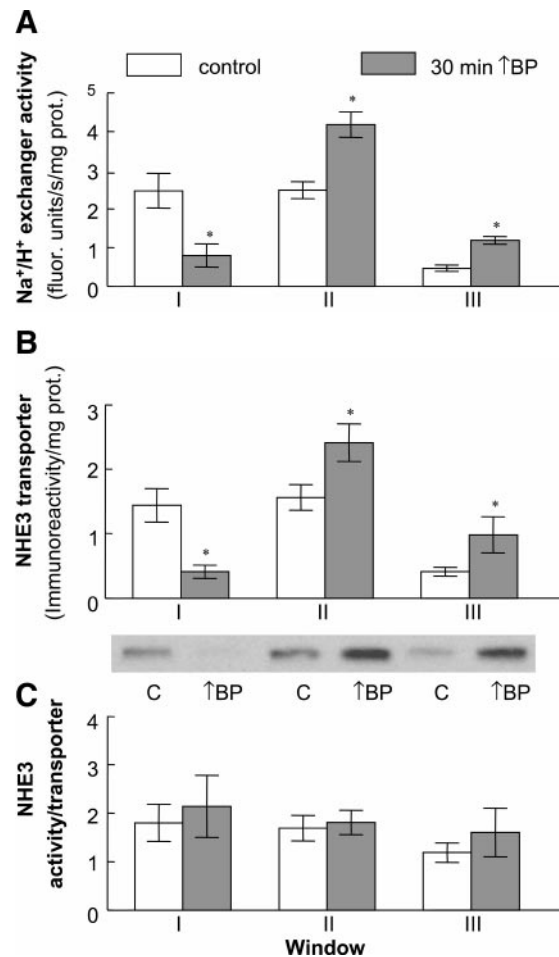 A
control
30 min ↑BP
Na⁺/H⁺ exchanger activity
(fluor. units/s/mg prot.)
5
4
3
2
1
0
*
*
*
I
II
III
B
NHE3 transporter
(Immunoreactivity/mg prot.)
3
2
1
0
*
*
*
I
II
III
C
↑BP
C
↑BP
C
↑BP
C
NHE3
activity/transporter
4
3
2
1
0
I
II
III
Window